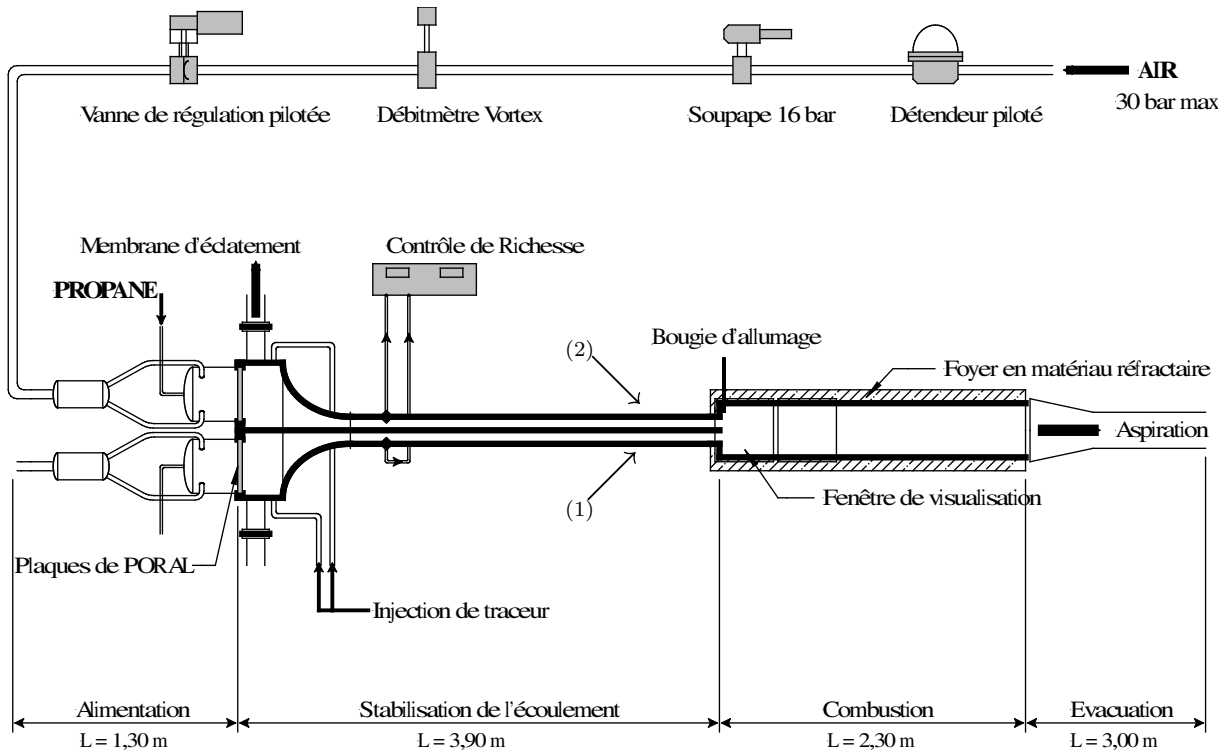 AIR
30 bar max
Vanne de régulation pilotée
Débitmètre Vortex
Soupape 16 bar
Détendeur piloté
Membrane d'éclatement
Contrôle de Richesse
PROPANE
Bougie d'allumage
(2)
Foyer en matériau réfractaire
Aspiration
Fenêtre de visualisation
(1)
Plaques de PORAL
Injection de traceur
Alimentation
Stabilisation de l'écoulement
Combustion
Evacuation
L = 1,30 m
L = 3,90 m
L = 2,30 m
L = 3,00 m